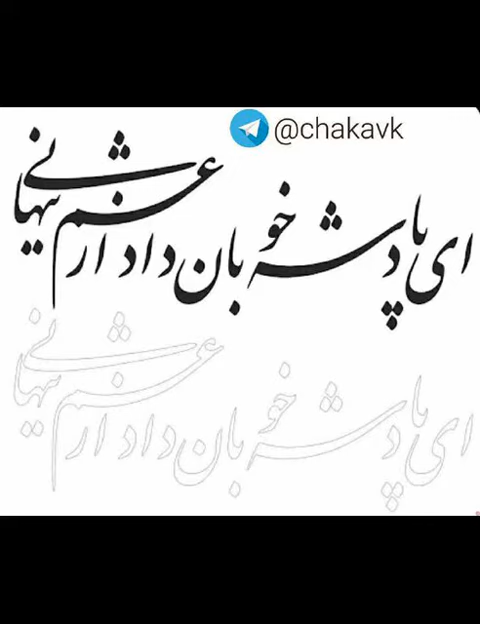 @chakavk
ای پادشه خوبان داد از غم تنهایی
ای پادشه خوبان داد از غم تنهایی